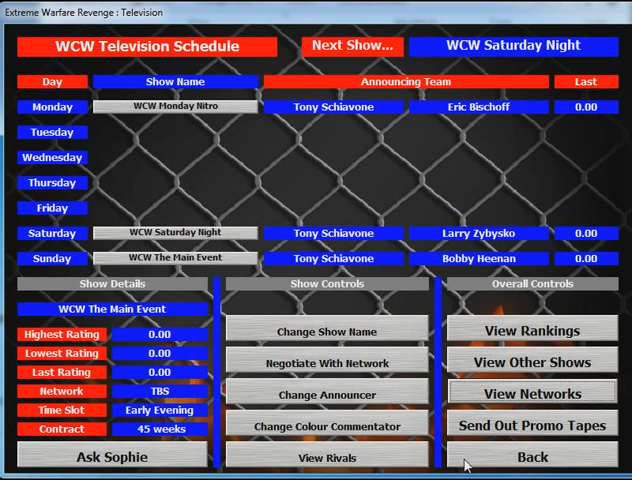 Extreme Warfare Revenge : Television
WCW Television Schedule Next Show... WCW Saturday Night
Day Show Name Announcing Team Last
Monday WCW Monday Nitro Tony Schiavone Eric Bischoff 0.00
Tuesday
Wednesday
Thursday
Friday
Saturday WCW Saturday Night Tony Schiavone Larry Zybysko 0.00
Sunday WCW The Main Event Tony Schiavone Bobby Heenan 0.00
Show Details Show Controls Overall Controls
WCW The Main Event
Highest Rating 0.00
Lowest Rating 0.00
Last Rating 0.00
Network TBS
Time Slot Early Evening
Contract 45 weeks
Ask Sophie
Change Show Name
Negotiate With Network
Change Announcer
Change Colour Commentator
View Rivals
View Rankings
View Other Shows
View Networks
Send Out Promo Tapes
Back